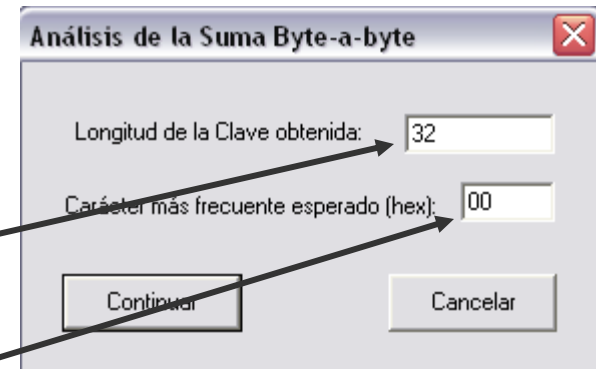 Análisis de la Suma Byte-a-byte
Longitud de la Clave obtenida: 32
Carácter más frecuente esperado (hex): 00
Continuar Cancelar